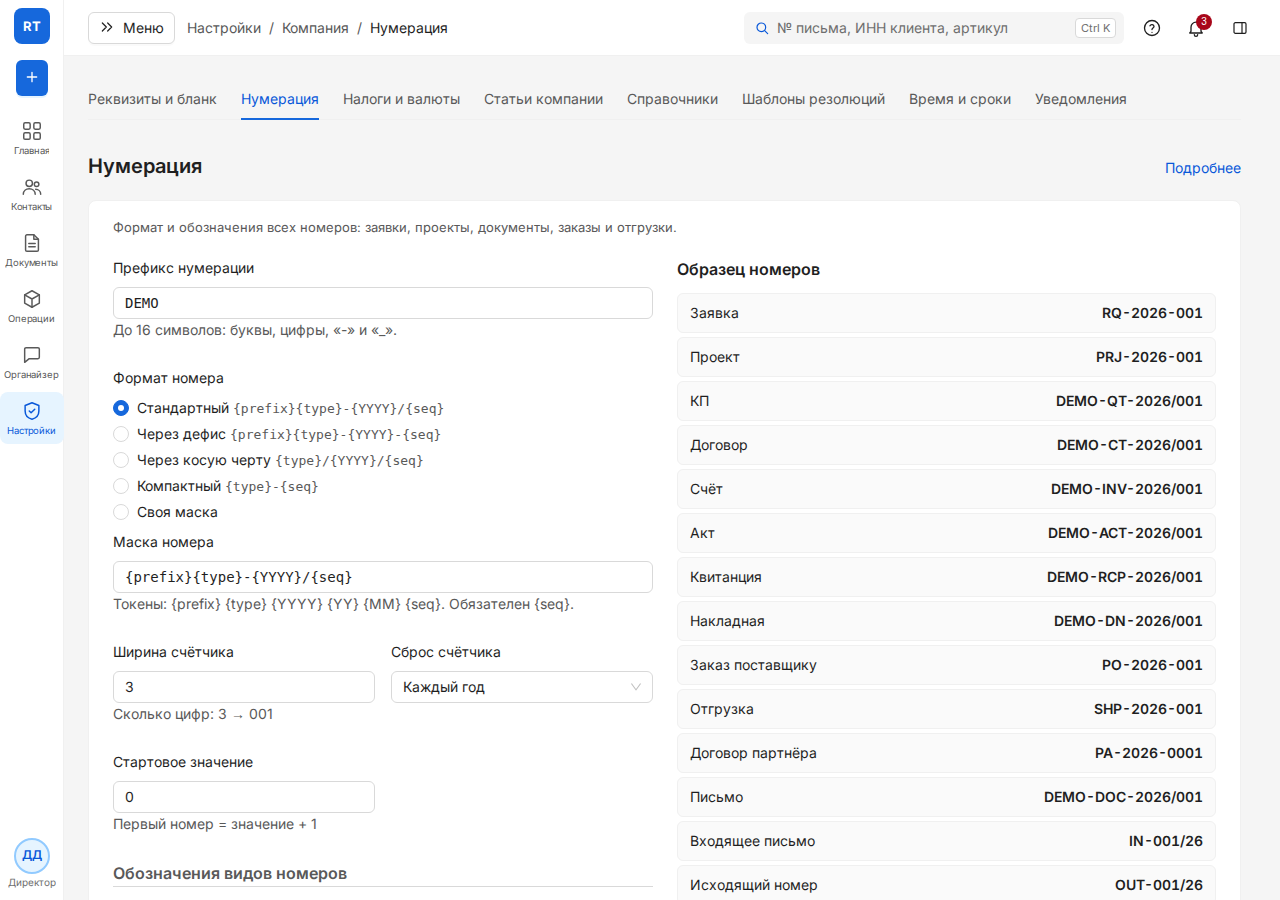 RT
Меню
Настройки / Компания / Нумерация
№ письма, ИНН клиента, артикул
Ctrl K
3
Главная
Контакты
Документы
Операции
Органайзер
Настройки
ДД
Директор
Реквизиты и бланк
Нумерация
Налоги и валюты
Статьи компании
Справочники
Шаблоны резолюций
Время и сроки
Уведомления
Нумерация
Подробнее
Формат и обозначения всех номеров: заявки, проекты, документы, заказы и отгрузки.
Префикс нумерации
DEMO
До 16 символов: буквы, цифры, «-» и «_».
Формат номера
Стандартный {prefix}{type}-{YYYY}/{seq}
Через дефис {prefix}{type}-{YYYY}-{seq}
Через косую черту {type}/{YYYY}/{seq}
Компактный {type}-{seq}
Своя маска
Маска номера
{prefix}{type}-{YYYY}/{seq}
Токены: {prefix} {type} {YYYY} {YY} {MM} {seq}. Обязателен {seq}.
Ширина счётчика
3
Сколько цифр: 3 → 001
Сброс счётчика
Каждый год
Стартовое значение
0
Первый номер = значение + 1
Обозначения видов номеров
Образец номеров
Заявка RQ-2026-001
Проект PRJ-2026-001
КП DEMO-QT-2026/001
Договор DEMO-CT-2026/001
Счёт DEMO-INV-2026/001
Акт DEMO-ACT-2026/001
Квитанция DEMO-RCP-2026/001
Накладная DEMO-DN-2026/001
Заказ поставщику PO-2026-001
Отгрузка SHP-2026-001
Договор партнёра PA-2026-0001
Письмо DEMO-DOC-2026/001
Входящее письмо IN-001/26
Исходящий номер OUT-001/26